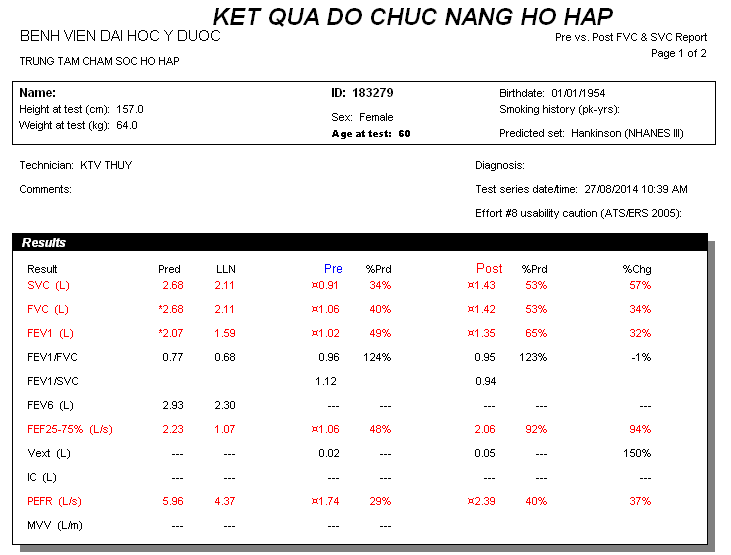 KET QUA DO CHUC NANG HO HAP
BENH VIEN DAI HOC Y DUOC
Pre vs. Post FVC & SVC Report
Page 1 of 2
TRUNG TAM CHAM SOC HO HAP
Name: ID: 183279 Birthdate: 01/01/1954
Height at test (cm): 157.0 Smoking history (pk-yrs):
Weight at test (kg): 64.0 Sex: Female
Age at test: 60 Predicted set: Hankinson (NHANES III)
Technician: KTV THUY Diagnosis:
Comments: Test series date/time: 27/08/2014 10:39 AM
Effort #8 usability caution (ATS/ERS 2005):
Results
Result Pred LLN Pre %Prd Post %Prd %Chg
SVC (L) 2.68 2.11 ¤0.91 34% ¤1.43 53% 57%
FVC (L) *2.68 2.11 ¤1.06 40% ¤1.42 53% 34%
FEV1 (L) *2.07 1.59 ¤1.02 49% ¤1.35 65% 32%
FEV1/FVC 0.77 0.68 0.96 124% 0.95 123% -1%
FEV1/SVC 1.12 0.94
FEV6 (L) 2.93 2.30 --- --- --- --- ---
FEF25-75% (L/s) 2.23 1.07 ¤1.06 48% 2.06 92% 94%
Vext (L) --- --- 0.02 --- 0.05 --- 150%
IC (L) --- --- --- --- --- --- ---
PEFR (L/s) 5.96 4.37 ¤1.74 29% ¤2.39 40% 37%
MVV (L/m) --- --- --- --- --- --- ---